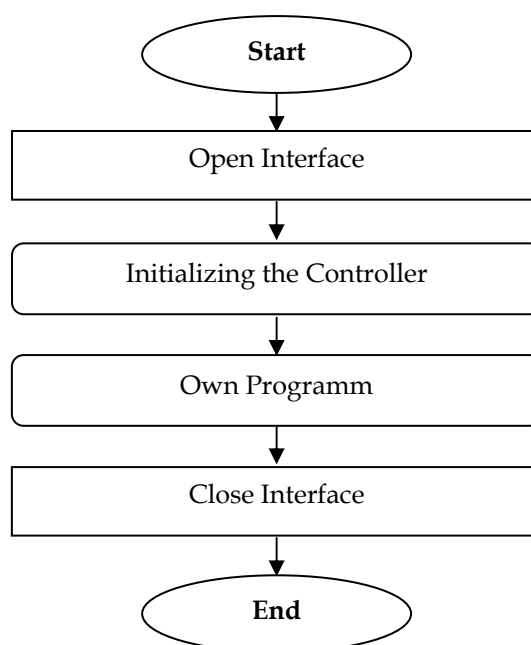 Start
Open Interface
Initializing the Controller
Own Programm
Close Interface
End